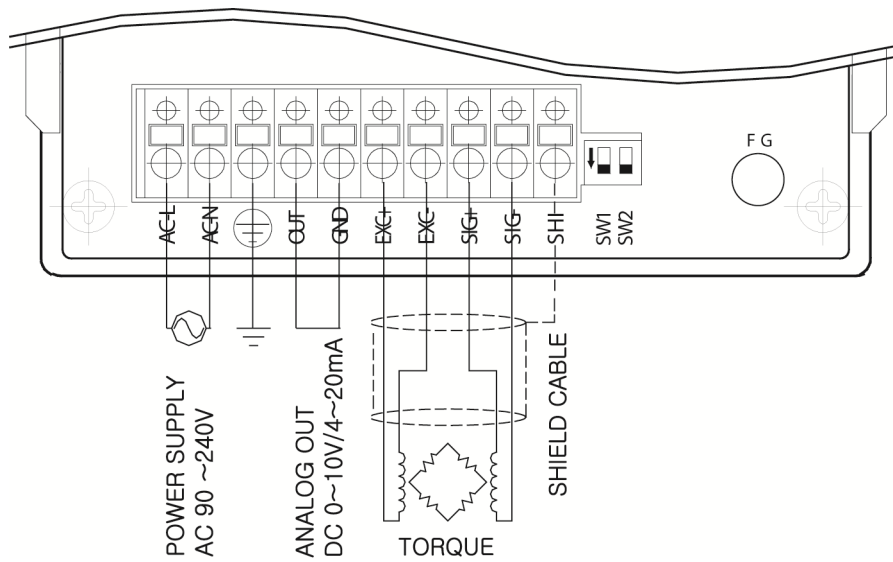 F G
AC-L
AC-N
OUT
GND
EXC+
EXC-
SIG+
SIG-
SHI
SW1
SW2
POWER SUPPLY
AC 90 ~240V
ANALOG OUT
DC 0~10V/4~20mA
TORQUE
SHIELD CABLE